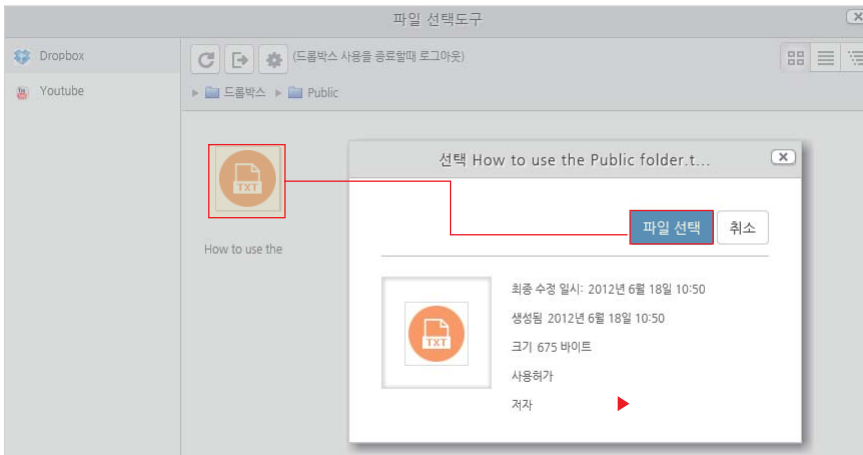 파일 선택도구
Dropbox
Youtube
(드롭박스 사용을 종료할때 로그아웃)
드롭박스 Public
TXT
How to use the
선택 How to use the Public folder.t...
파일 선택
취소
TXT
최종 수정 일시: 2012년 6월 18일 10:50
생성됨 2012년 6월 18일 10:50
크기 675 바이트
사용허가
저자